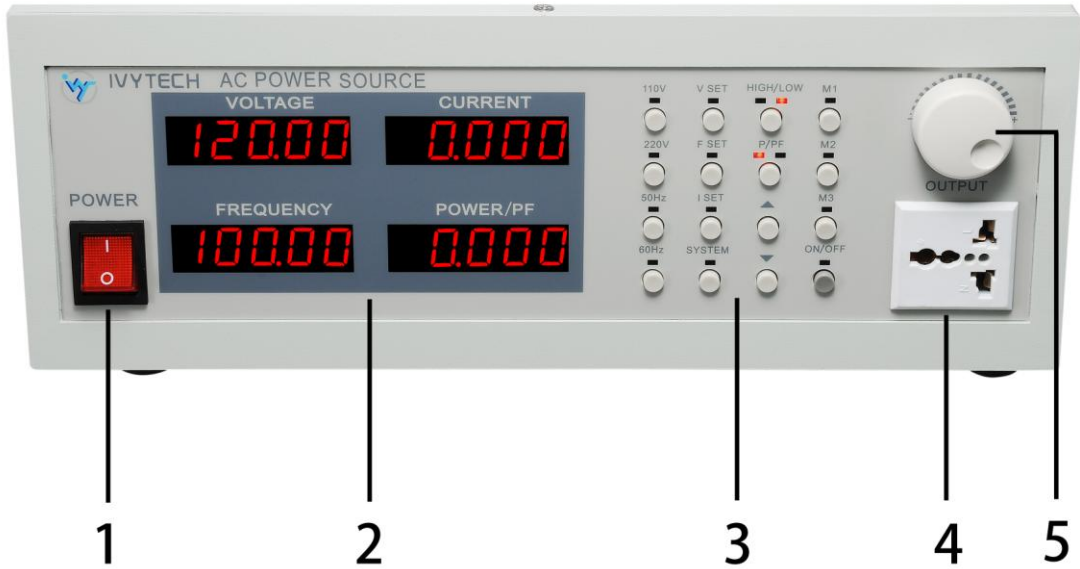 IVYTECH AC POWER SOURCE
VOLTAGE CURRENT
120.00 0.000
FREQUENCY POWER/PF
100.00 0.000
POWER
I
O
110V V SET HIGH/LOW M1
220V F SET P/PF M2
50Hz I SET M3
60Hz SYSTEM ON/OFF
- +
OUTPUT
1 2 3 4 5